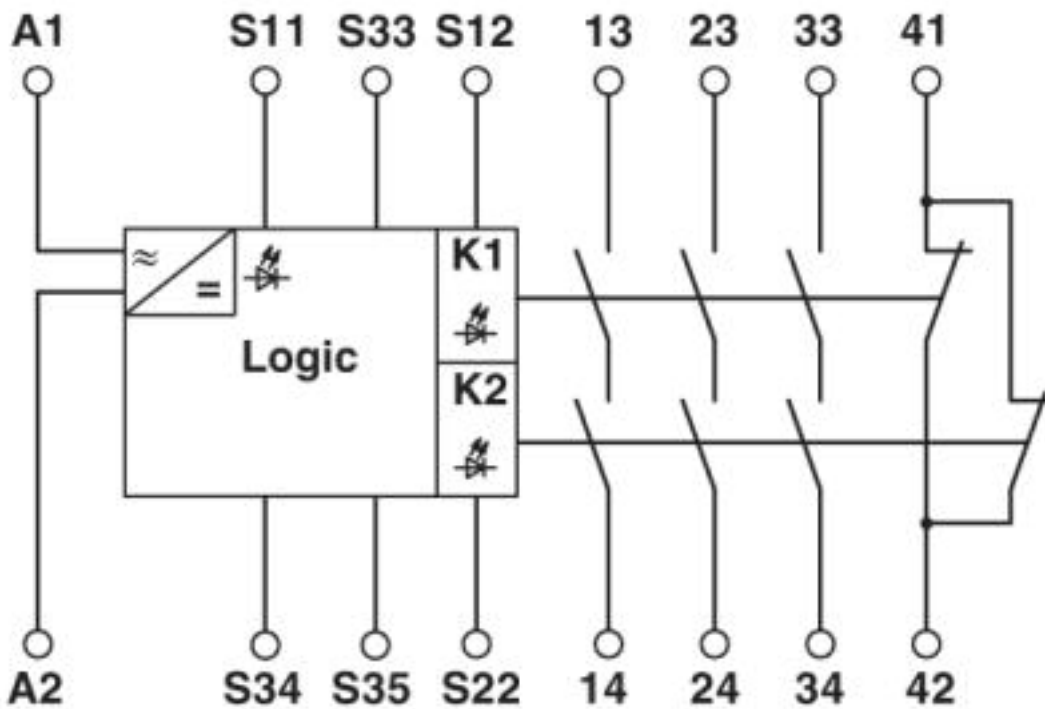 A1 S11 S33 S12 13 23 33 41
≈ =
K1
Logic
K2
A2 S34 S35 S22 14 24 34 42